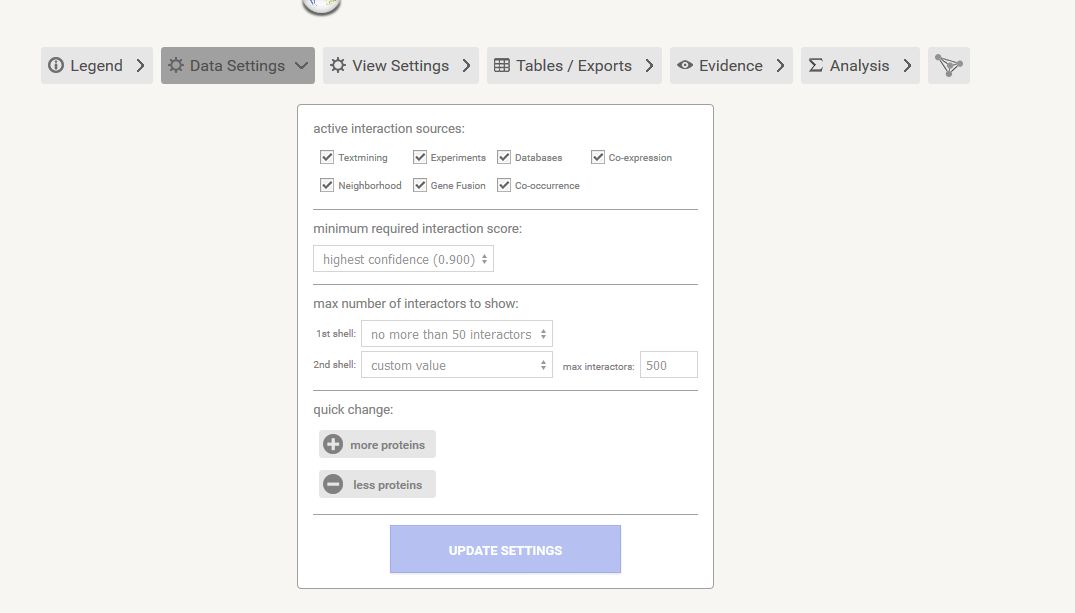 Legend Data Settings View Settings Tables / Exports Evidence Analysis
active interaction sources:
Textmining Experiments Databases Co-expression
Neighborhood Gene Fusion Co-occurrence
minimum required interaction score:
highest confidence (0.900)
max number of interactors to show:
1st shell: no more than 50 interactors
2nd shell: custom value max interactors: 500
quick change:
more proteins
less proteins
UPDATE SETTINGS